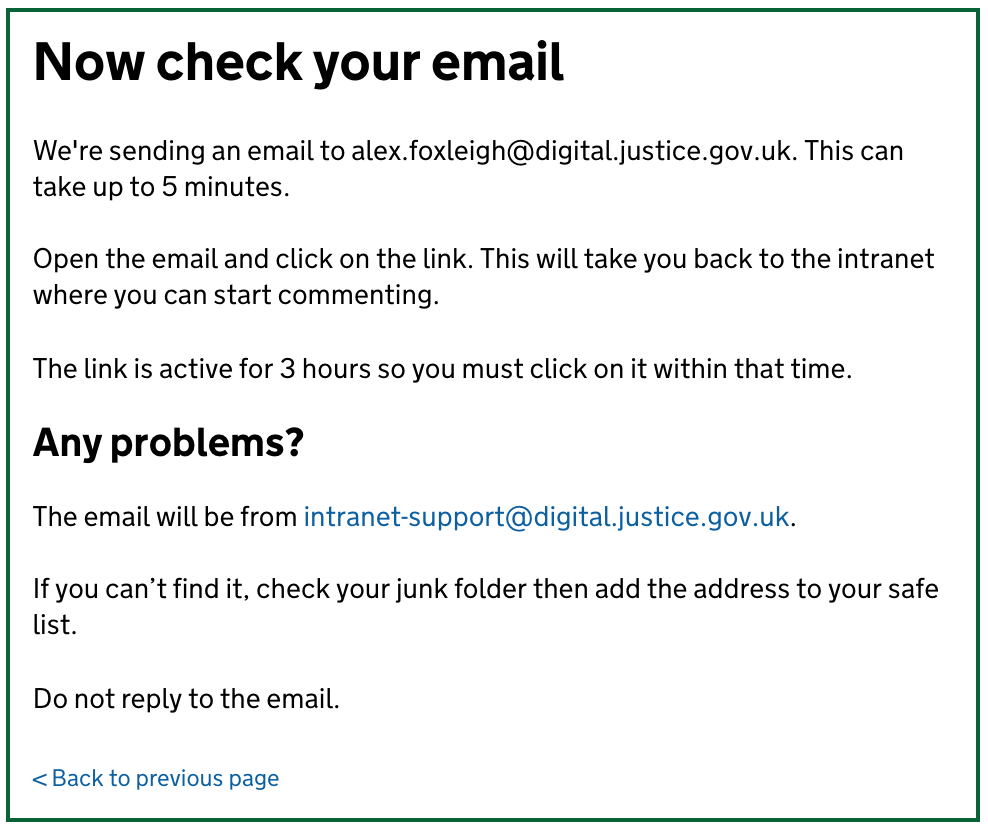 Now check your email
We're sending an email to alex.foxleigh@digital.justice.gov.uk. This can
take up to 5 minutes.
Open the email and click on the link. This will take you back to the intranet
where you can start commenting.
The link is active for 3 hours so you must click on it within that time.
Any problems?
The email will be from intranet-support@digital.justice.gov.uk.
If you can’t find it, check your junk folder then add the address to your safe
list.
Do not reply to the email.
< Back to previous page